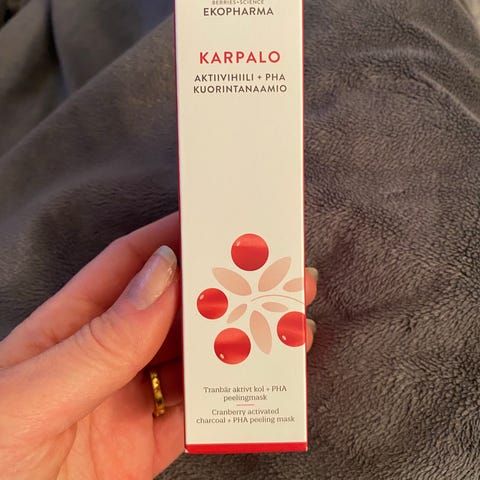 BERRIES+SCIENCE
EKOPHARMA
KARPALO
AKTIIVIHIILI + PHA
KUORINTANAAMIO
Tranbär aktivt kol + PHA
peelingmask
Cranberry activated
charcoal + PHA peeling mask